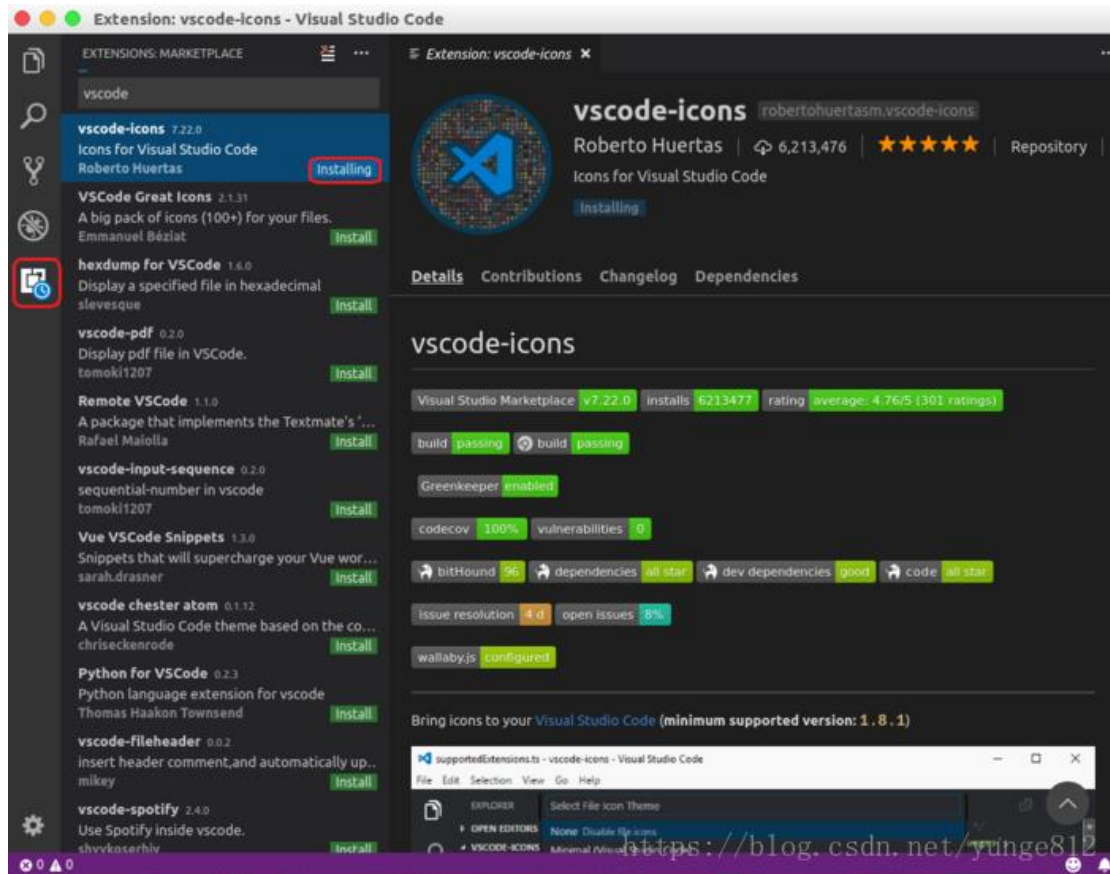 Extension: vscode-icons - Visual Studio Code
EXTENSIONS: MARKETPLACE
vscode
vscode-icons 7.22.0
Icons for Visual Studio Code
Roberto Huertas Installing
VSCode Great Icons 2.1.31
A big pack of icons (100+) for your files.
Emmanuel Béziat Install
hexdump for VSCode 1.6.0
Display a specified file in hexadecimal
slevesque Install
vscode-pdf 0.2.0
Display pdf file in VSCode.
tomoki1207 Install
Remote VSCode 1.1.0
A package that implements the Textmate's '...
Rafael Maiolla Install
vscode-input-sequence 0.2.0
sequential-number in vscode
tomoki1207 Install
Vue VSCode Snippets 1.3.0
Snippets that will supercharge your Vue wor...
sarah.drasner Install
vscode chester atom 0.1.12
A Visual Studio Code theme based on the co...
chriseckenrode Install
Python for VSCode 0.2.3
Python language extension for vscode
Thomas Haakon Townsend Install
vscode-fileheader 0.0.2
insert header comment,and automatically up...
mikey Install
vscode-spotify 2.4.0
Use Spotify inside vscode.
shyykoserhiy Install
0 0
Extension: vscode-icons
vscode-icons robertohuertasm.vscode-icons
Roberto Huertas 6,213,476 Repository
Icons for Visual Studio Code
Installing
Details Contributions Changelog Dependencies
vscode-icons
Visual Studio Marketplace v7.22.0 installs 6213477 rating average: 4.76/5 (301 ratings)
build passing build passing
Greenkeeper enabled
codecov 100% vulnerabilities 0
bitHound 96 dependencies all star dev dependencies good code all star
issue resolution 4 d open issues 8%
wallaby.js configured
Bring icons to your Visual Studio Code (minimum supported version: 1.8.1)
supportedExtensions.ts - vscode-icons - Visual Studio Code
File Edit Selection View Go Help
EXPLORER Select File Icon Theme
OPEN EDITORS None Disable file icons
VSCODE-ICONS Minimal
https://blog.csdn.net/yunge812